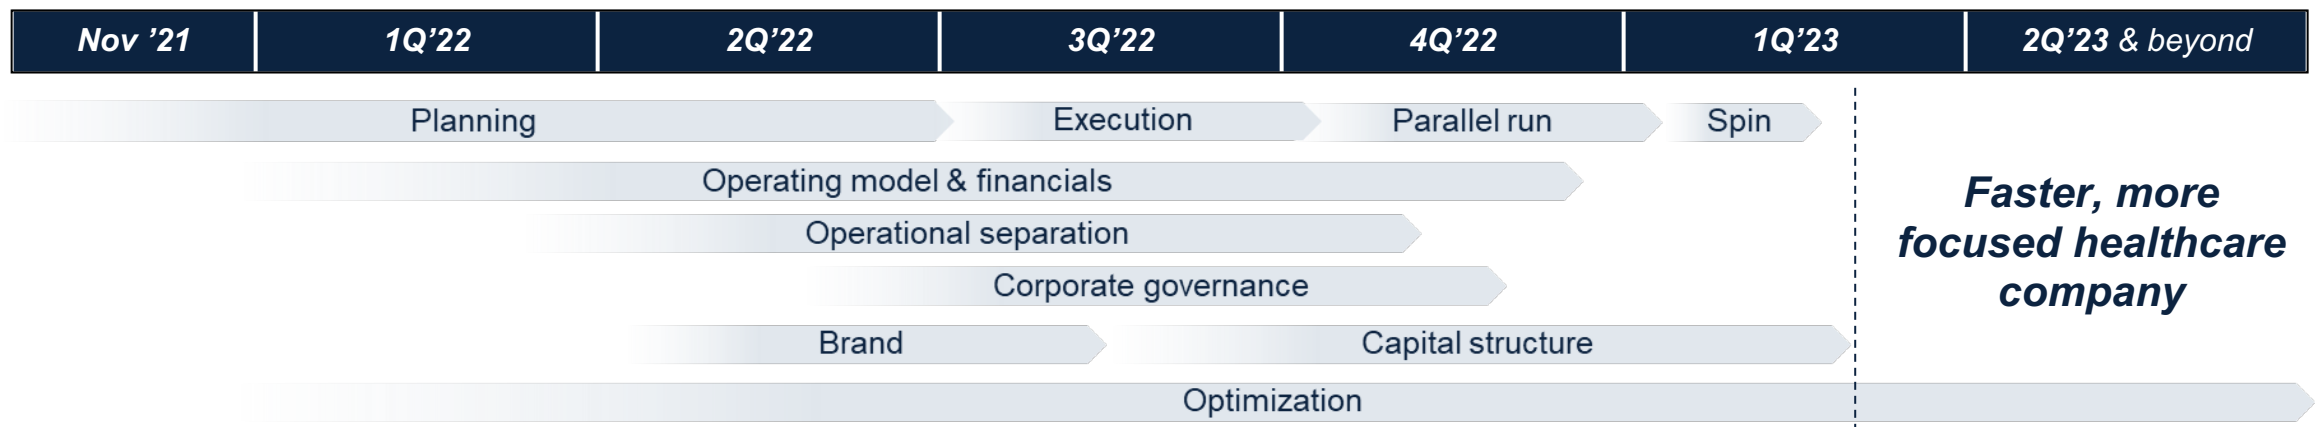 Nov ’21 1Q’22 2Q’22 3Q’22 4Q’22 1Q’23 2Q’23 & beyond
Planning Execution Parallel run Spin
Operating model & financials
Operational separation
Corporate governance
Brand Capital structure
Optimization
Faster, more
focused healthcare
company